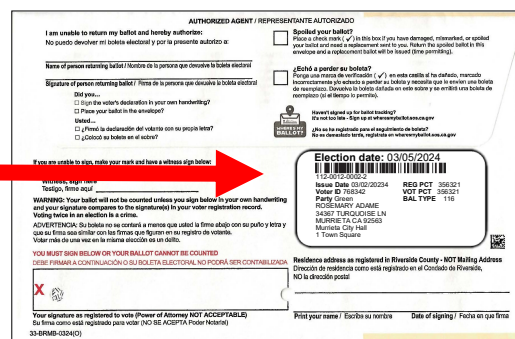 AUTHORIZED AGENT / REPRESENTANTE AUTORIZADO
I am unable to return my ballot and hereby authorize:
No puedo devolver mi boleta electoral y por la presente autorizo a:
Name of person returning ballot / Nombre de la persona que devuelve la boleta electoral
Signature of person returning ballot / Firma de la persona que devuelve la boleta electoral
Did you...
□ Sign the voter's declaration in your own handwriting?
□ Place your ballot in the envelope?
Usted...
□ ¿Firmó la declaración del votante con su propia letra?
□ ¿Colocó su boleta en el sobre?
Spoiled your ballot?
Place a check mark ( ✓ ) in this box if you have damaged, mismarked, or spoiled
your ballot and need a replacement sent to you. Return the spoiled ballot in this
envelope and a replacement ballot will be issued (time permitting).
¿Echó a perder su boleta?
Ponga una marca de verificación ( ✓ ) en esta casilla si ha dañado, marcado
incorrectamente y/o echado a perder su boleta y necesita que le envíen una boleta
de reemplazo. Devuelve la boleta dañada en este sobre y se emitirá una boleta de
reemplazo (si el tiempo lo permite).
WHERE'S MY
BALLOT?
Haven't signed up for ballot tracking?
It's not too late - Sign up at wheresmyballot.sos.ca.gov
¿No se ha registrado para el seguimiento de boleta?
No es demasiado tarde, regístrata en wheresmyballot.sos.ca.gov
If you are unable to sign, make your mark and have a witness sign below:
Witness, sign here
Testigo, firme aquí
WARNING: Your ballot will not be counted unless you sign below in your own handwriting
and your signature compares to the signature(s) in your voter registration record.
Voting twice in an election is a crime.
ADVERTENCIA: Su boleta no se contará a menos que usted la firme abajo con su puño y letra y
que su firma sea similar con las firmas que figuren en su registro de votante.
Votar más de una vez en la misma elección es un delito.
YOU MUST SIGN BELOW OR YOUR BALLOT CANNOT BE COUNTED
DEBE FIRMAR A CONTINUACIÓN O SU BOLETA ELECTORAL NO PODRÁ SER CONTABILIZADA
X
Your signature as registered to vote (Power of Attorney NOT ACCEPTABLE)
Su firma como está registrado para votar (NO SE ACEPTA Poder Notarial)
33-BRMB-0324(O)
Election date: 03/05/2024
112-0012-0002-2
Issue Date 03/02/20234 REG PCT 356321
Voter ID 768342 VOT PCT 356321
Party Green BAL TYPE 116
ROSEMARY ADAME
34367 TURQUOISE LN
MURRIETA CA 92563
Murrieta City Hall
1 Town Square
Residence address as registered in Riverside County - NOT Mailing Address
Dirección de residencia como está registrado en el Condado de Riverside,
NO la dirección postal
Print your name / Escriba su nombre Date of signing / Fecha en que firma